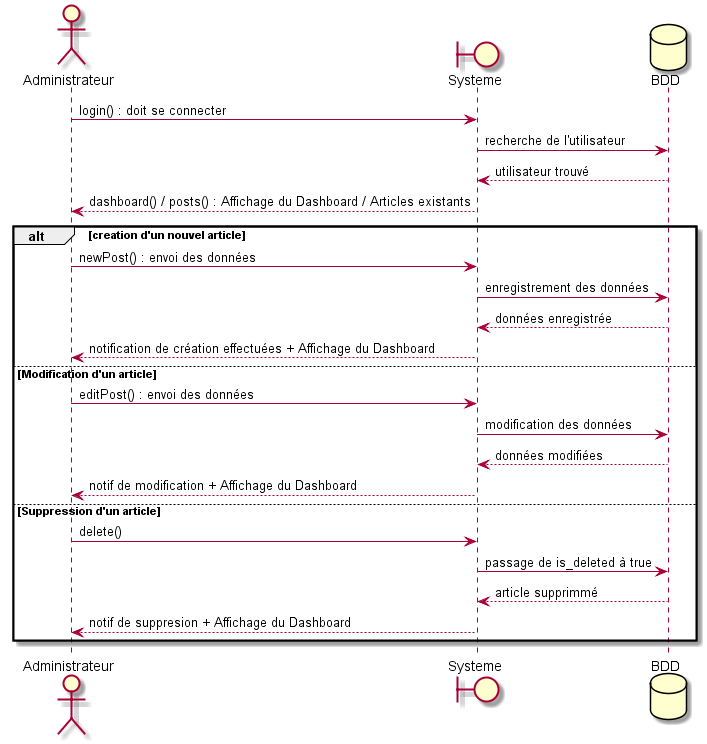 Administrateur Systeme BDD
login() : doit se connecter
recherche de l'utilisateur
utilisateur trouvé
dashboard() / posts() : Affichage du Dashboard / Articles existants
alt [creation d'un nouvel article]
newPost() : envoi des données
enregistrement des données
données enregistrée
notification de création effectuées + Affichage du Dashboard
[Modification d'un article]
editPost() : envoi des données
modification des données
données modifiées
notif de modification + Affichage du Dashboard
[Suppression d'un article]
delete()
passage de is_deleted à true
article supprimmé
notif de suppresion + Affichage du Dashboard
Administrateur Systeme BDD